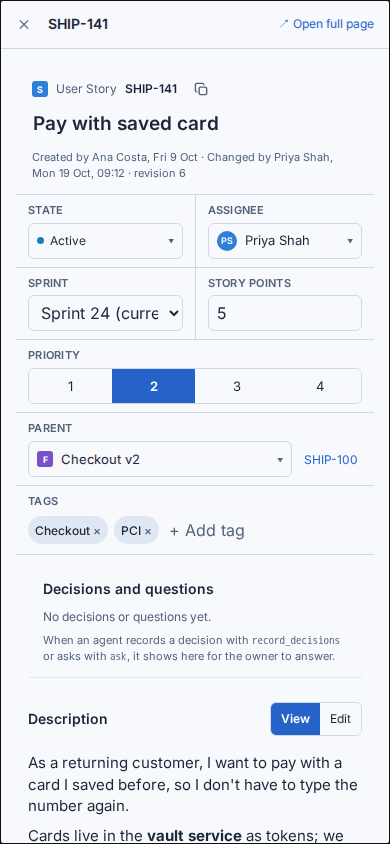 × SHIP-141 ↗ Open full page
S User Story SHIP-141
Pay with saved card
Created by Ana Costa, Fri 9 Oct · Changed by Priya Shah,
Mon 19 Oct, 09:12 · revision 6
STATE ASSIGNEE
Active ▾ PS Priya Shah ▾
SPRINT STORY POINTS
Sprint 24 (curre 5
PRIORITY
1 2 3 4
PARENT
F Checkout v2 ▾ SHIP-100
TAGS
Checkout × PCI × + Add tag
Decisions and questions
No decisions or questions yet.
When an agent records a decision with record_decisions
or asks with ask, it shows here for the owner to answer.
Description View Edit
As a returning customer, I want to pay with a
card I saved before, so I don't have to type the
number again.
Cards live in the vault service as tokens; we